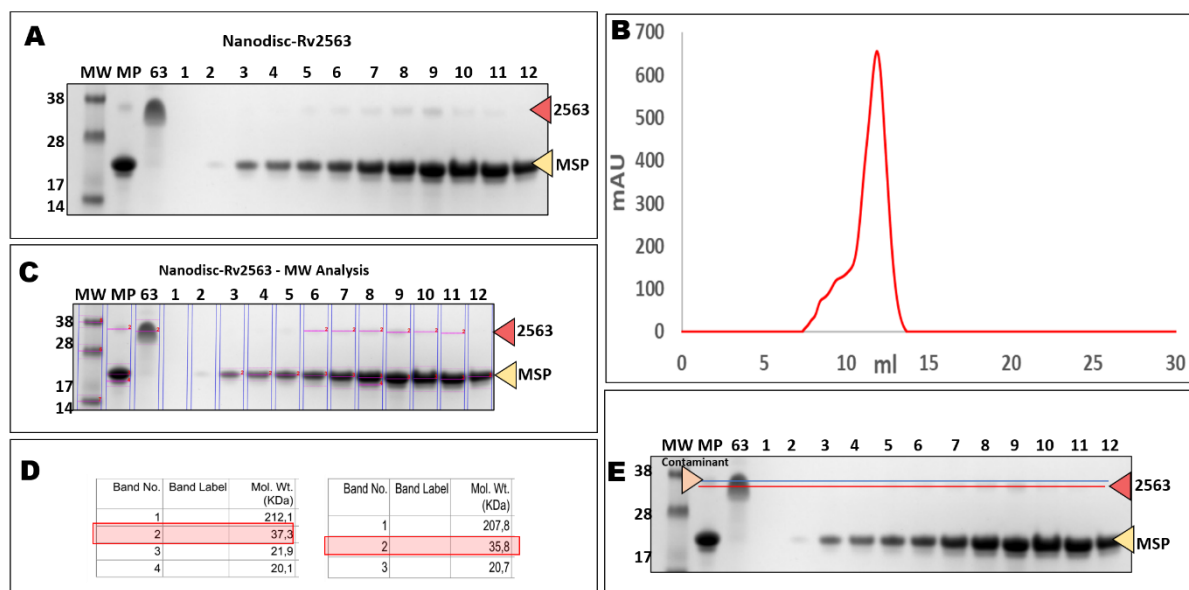 A
Nanodisc-Rv2563
MW MP 63 1 2 3 4 5 6 7 8 9 10 11 12
38
28
17
14
2563
MSP
B
700
600
500
400
300
200
100
0
mAU
0 5 10 15 20 25 30
ml
C
Nanodisc-Rv2563 - MW Analysis
MW MP 63 1 2 3 4 5 6 7 8 9 10 11 12
38
28
17
14
2563
MSP
D
Band No. Band Label Mol. Wt. (KDa)
1 212,1
2 37,3
3 21,9
4 20,1
Band No. Band Label Mol. Wt. (KDa)
1 207,8
2 35,8
3 20,7
E
MW MP 63 1 2 3 4 5 6 7 8 9 10 11 12
Contaminant
38
28
17
2563
MSP